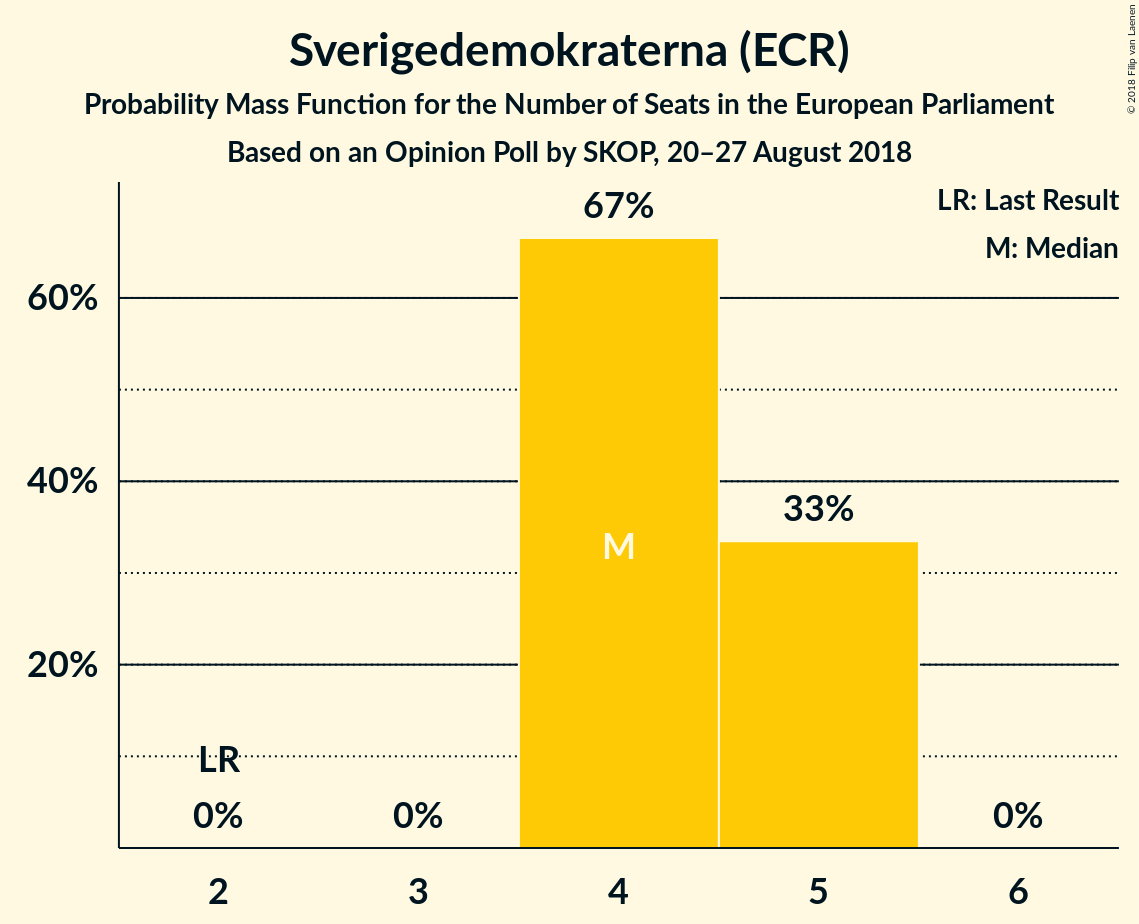 Sverigedemokraterna (ECR)
Probability Mass Function for the Number of Seats in the European Parliament
Based on an Opinion Poll by SKOP, 20–27 August 2018
© 2018 Filip van Laenen
LR: Last Result
M: Median
67%
60%
40%
33%
M
20%
LR
0%
0%
0%
2
3
4
5
6